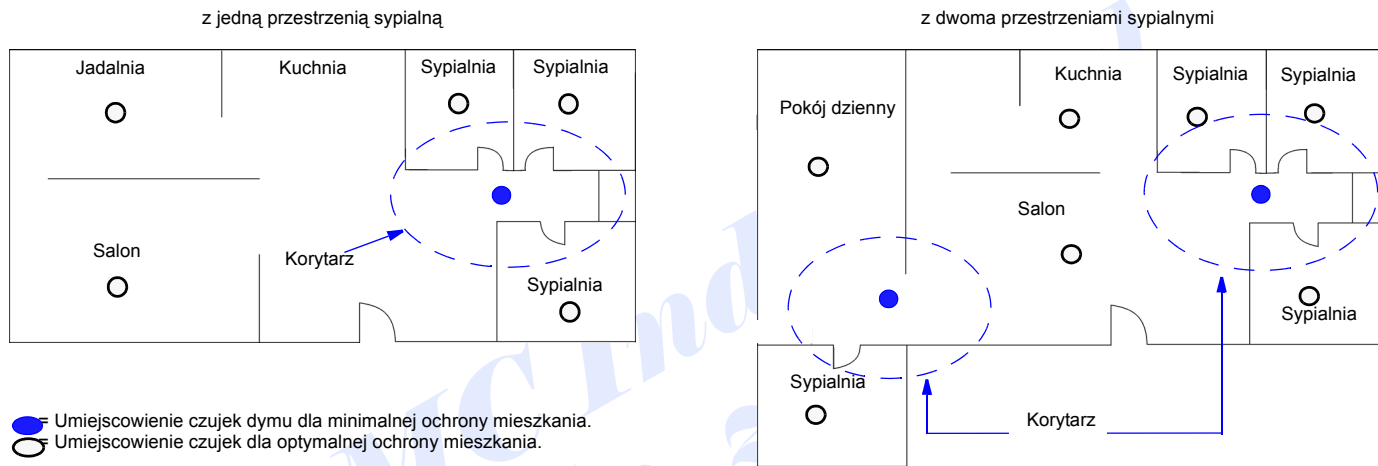 z jedną przestrzenią sypialną
Jadalnia
Kuchnia
Sypialnia
Sypialnia
Salon
Korytarz
Sypialnia
z dwoma przestrzeniami sypialnymi
Pokój dzienny
Kuchnia
Sypialnia
Sypialnia
Salon
Sypialnia
Sypialnia
Korytarz
= Umiejscowienie czujek dymu dla minimalnej ochrony mieszkania.
= Umiejscowienie czujek dla optymalnej ochrony mieszkania.